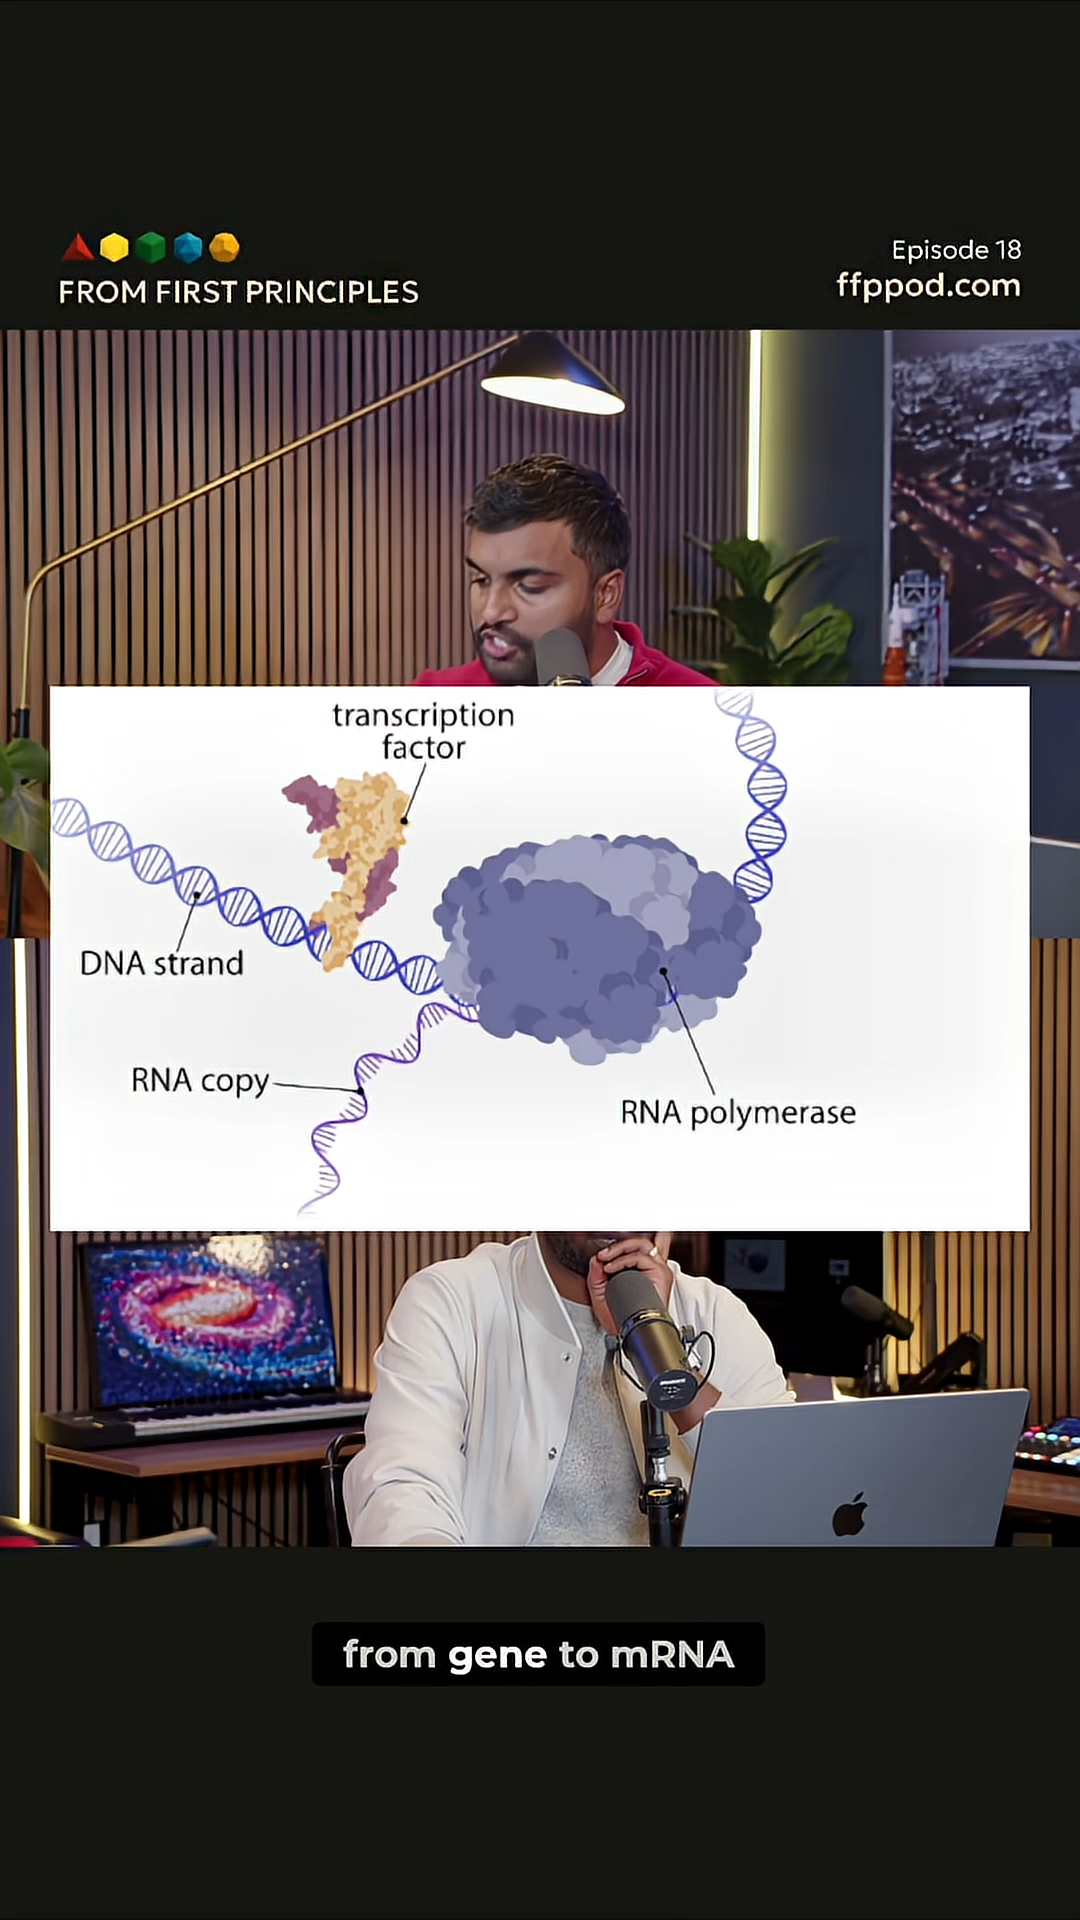 Episode 18
FROM FIRST PRINCIPLES
ffppod.com
transcription
factor
DNA strand
RNA copy
RNA polymerase
from gene to mRNA